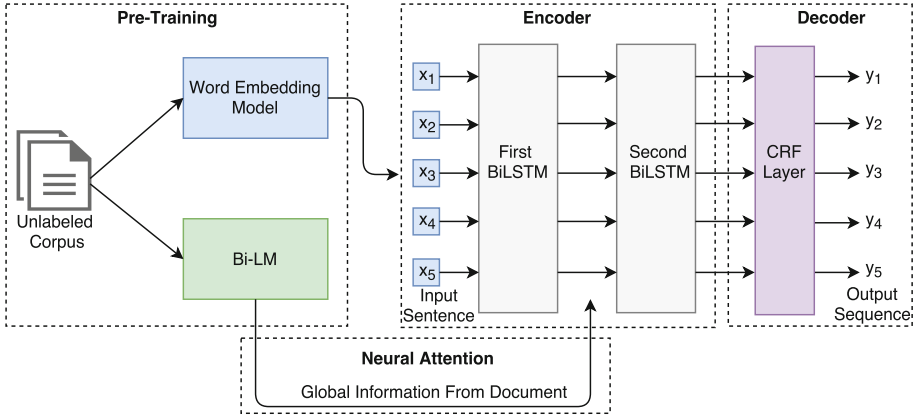 Pre-Training
Word Embedding
Model
Unlabeled
Corpus
Bi-LM
Encoder
x1
x2
x3
x4
x5
Input
Sentence
First
BiLSTM
Second
BiLSTM
Decoder
CRF
Layer
y1
y2
y3
y4
y5
Output
Sequence
Neural Attention
Global Information From Document